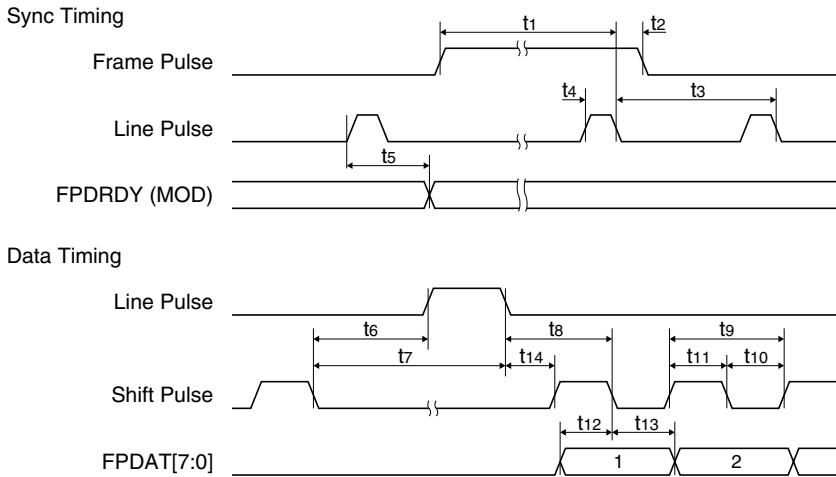 Sync Timing
t1 t2
Frame Pulse
t4 t3
Line Pulse
t5
FPDRDY (MOD)
Data Timing
Line Pulse
t6 t8 t9
t7 t14 t11 t10
Shift Pulse
t12 t13
FPDAT[7:0] 1 2